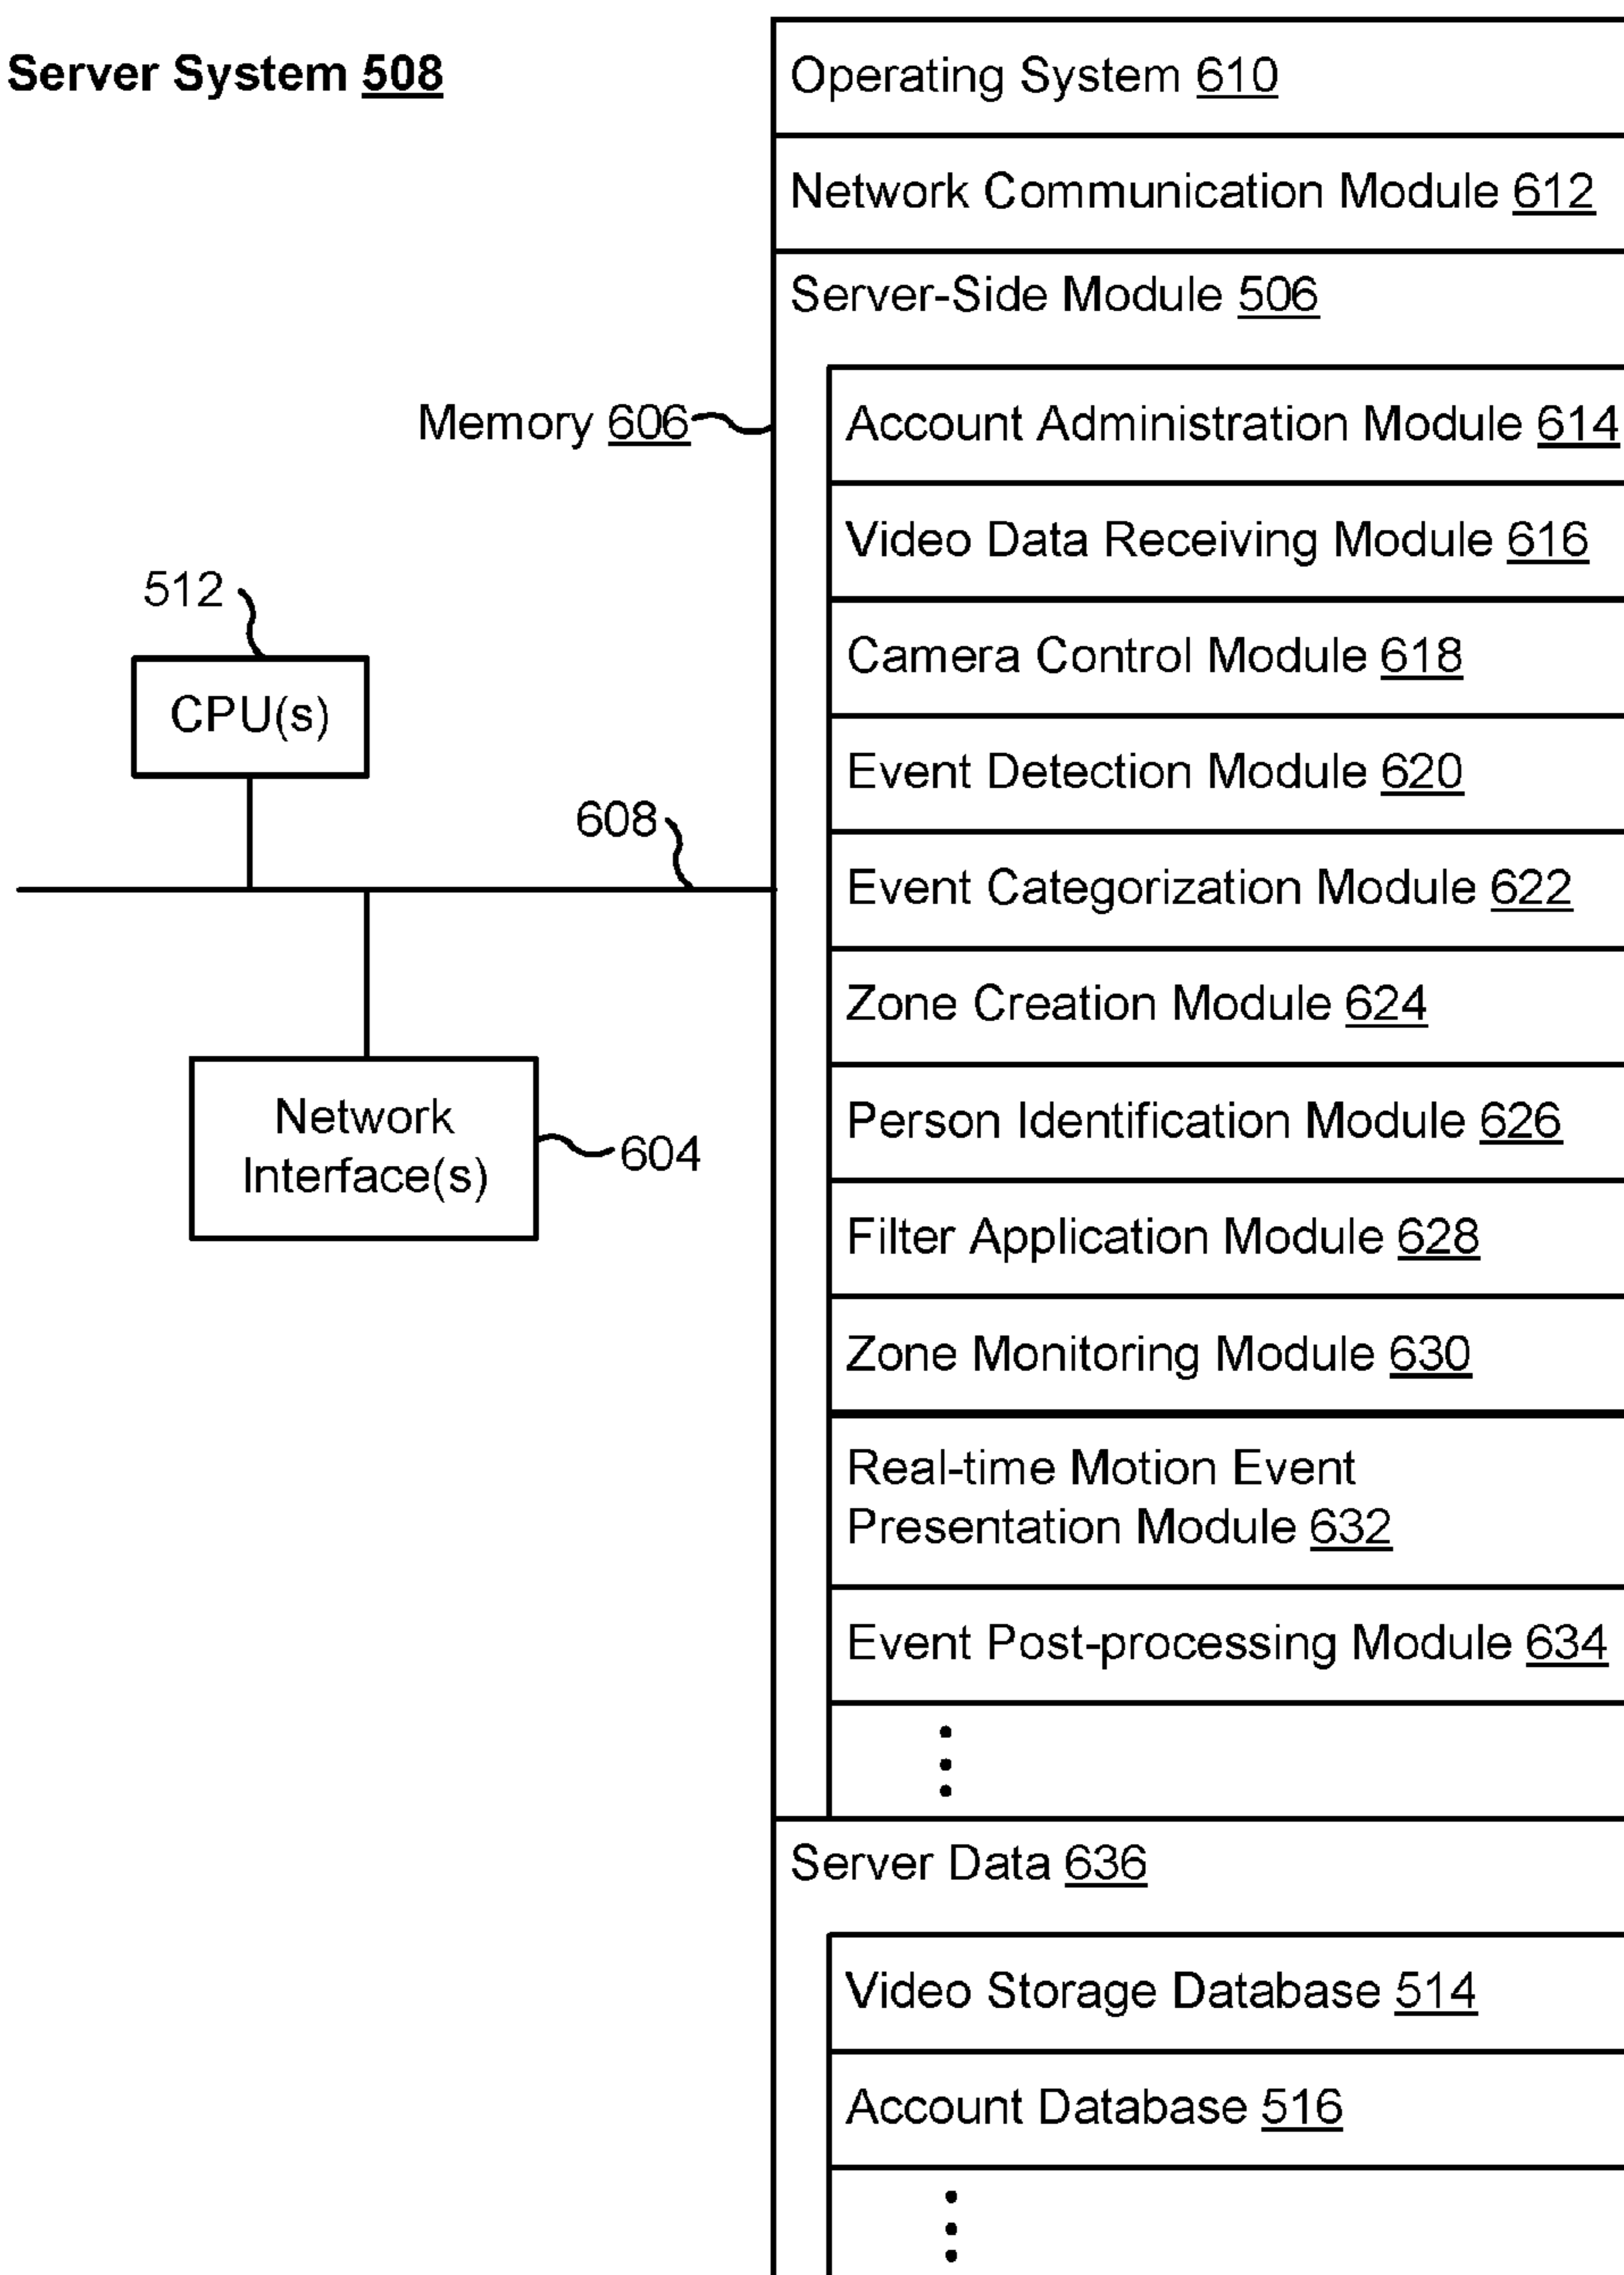 Server System 508
Operating System 610
Network Communication Module 612
Server-Side Module 506
Memory 606
Account Administration Module 614
Video Data Receiving Module 616
512
CPU(s)
Camera Control Module 618
Event Detection Module 620
608
Event Categorization Module 622
Zone Creation Module 624
Network
Interface(s)
604
Person Identification Module 626
Filter Application Module 628
Zone Monitoring Module 630
Real-time Motion Event
Presentation Module 632
Event Post-processing Module 634
Server Data 636
Video Storage Database 514
Account Database 516